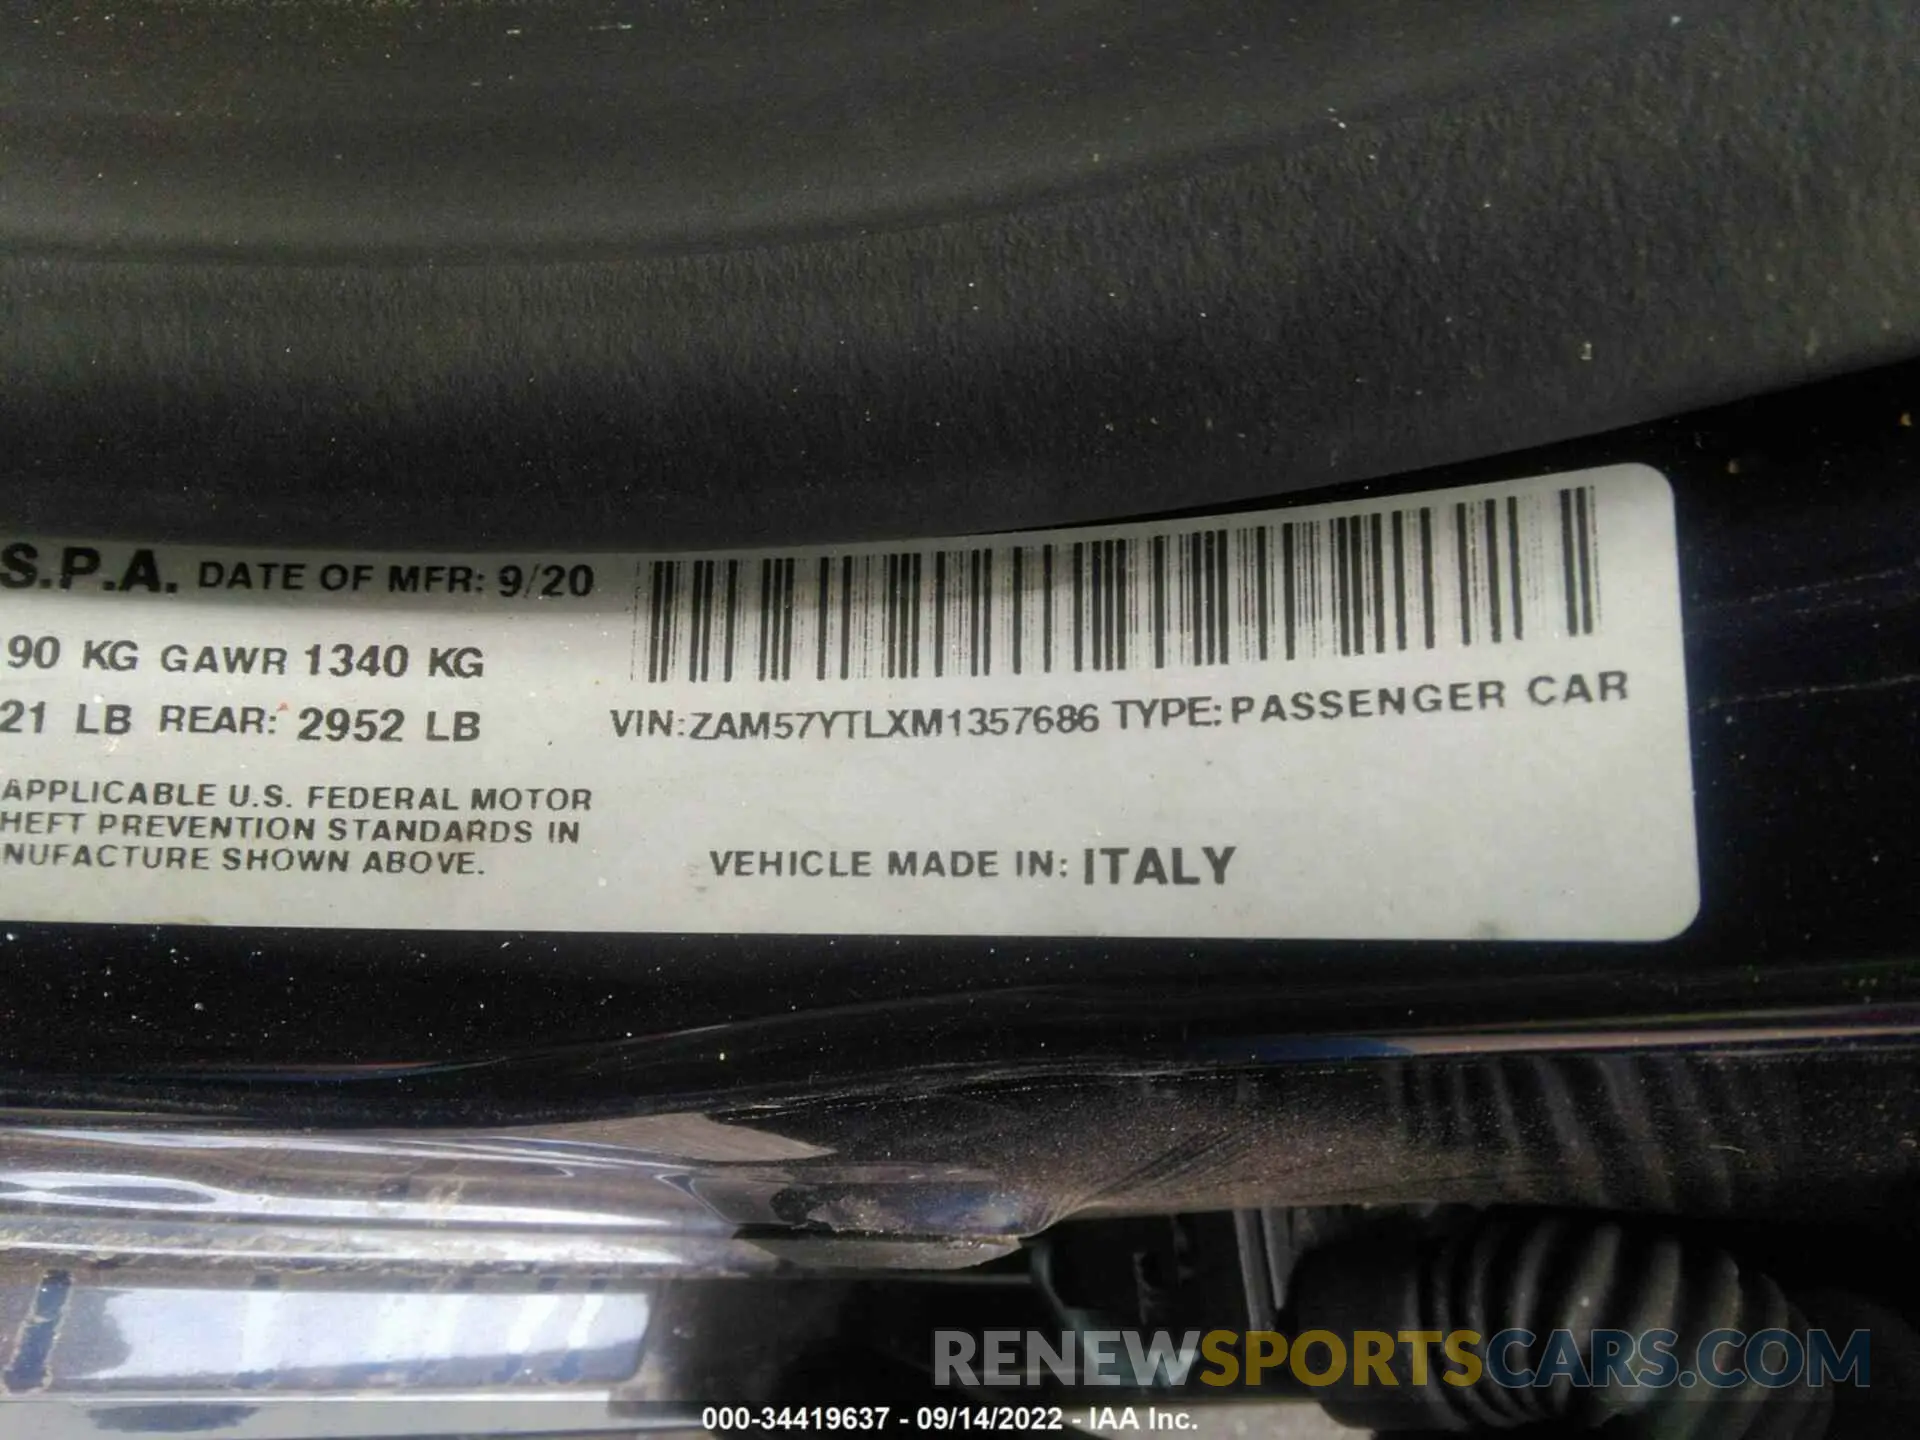 S.P.A. DATE OF MFR: 9/20
90 KG GAWR 1340 KG
21 LB REAR: 2952 LB
VIN:ZAM57YTLXM1357686 TYPE:PASSENGER CAR
APPLICABLE U.S. FEDERAL MOTOR
HEFT PREVENTION STANDARDS IN
NUFACTURE SHOWN ABOVE.
VEHICLE MADE IN: ITALY
RENEWSPORTSCARS.COM
000-34419637 - 09/14/2022 - IAA Inc.